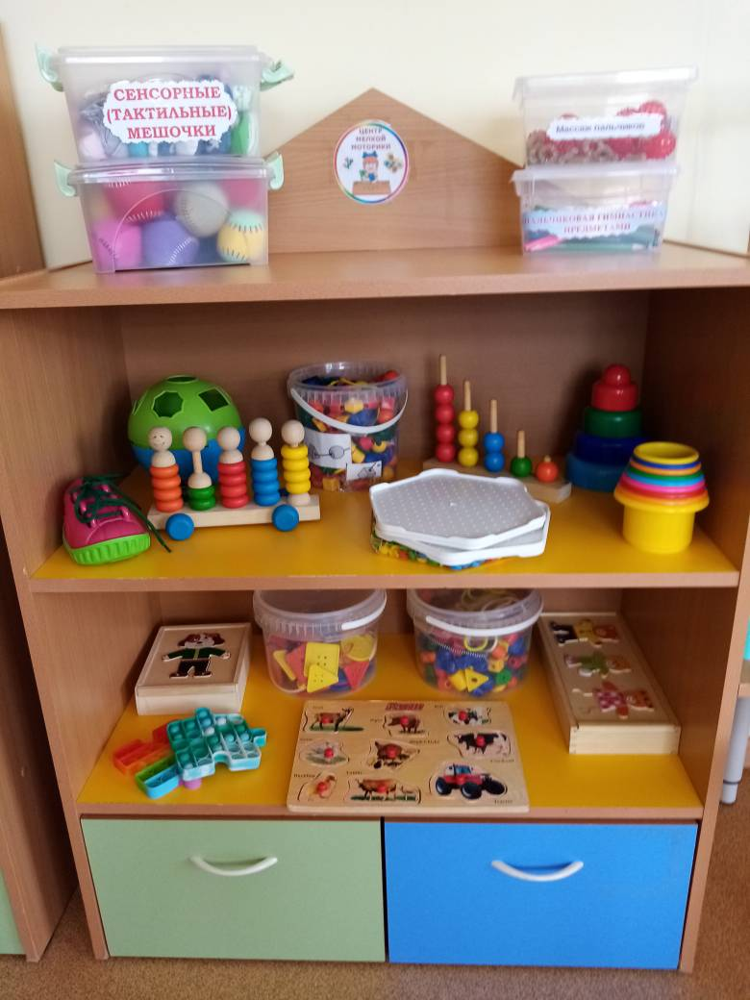 СЕНСОРНЫЕ
(ТАКТИЛЬНЫЕ)
МЕШОЧКИ
ЦЕНТР
МЕЛКОЙ
МОТОРИКИ
Массаж пальчиков
ПАЛЬЧИКОВАЯ ГИМНАСТИКА
ПРЕДМЕТАМИ